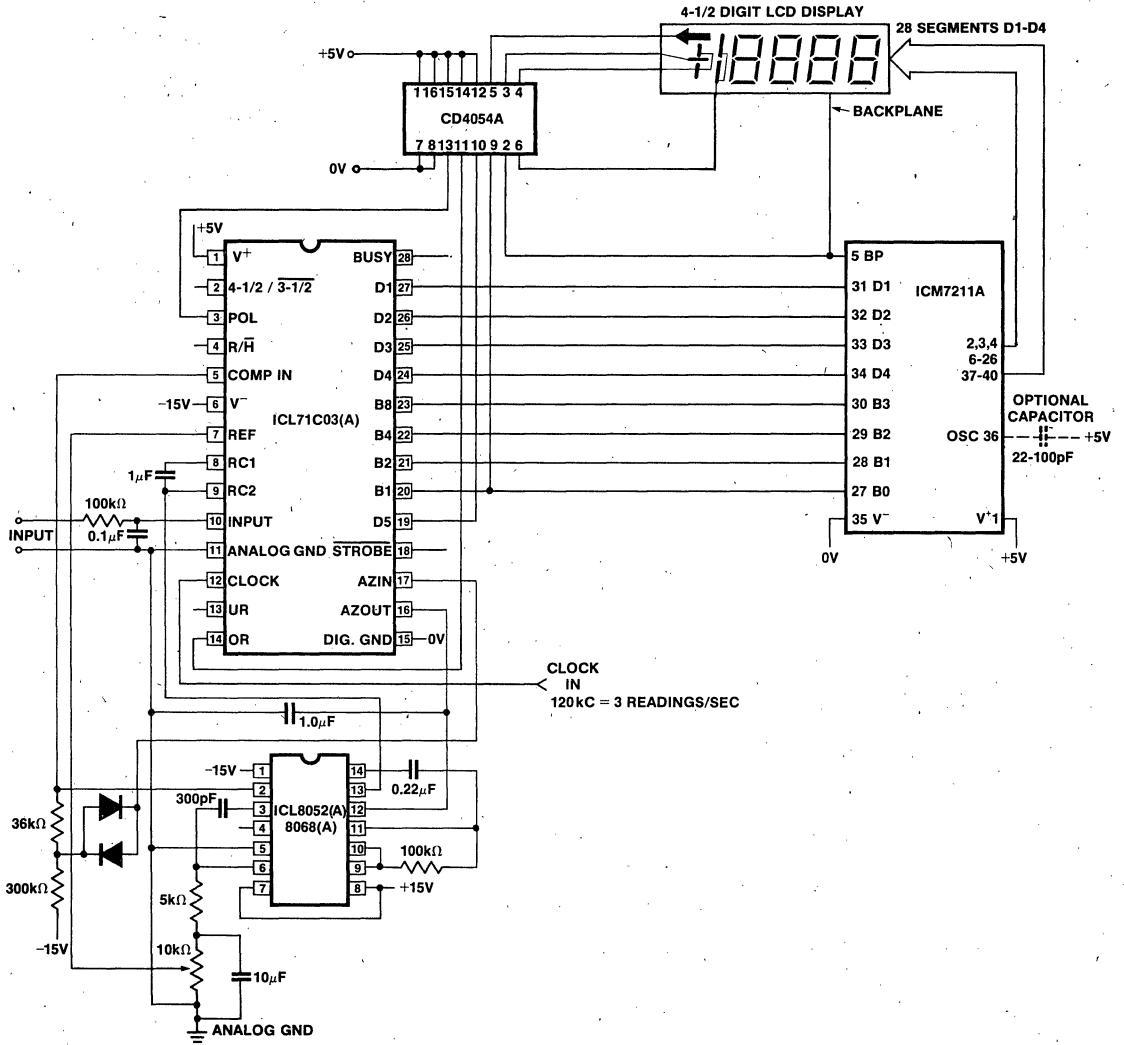 4-1/2 DIGIT LCD DISPLAY
28 SEGMENTS D1-D4
+5V
1 16 15 14 12 5 3 4
CD4054A
7 8 13 11 10 9 2 6
0V
BACKPLANE
+5V
1 V+
2 4-1/2 / 3-1/2
3 POL
4 R/H
5 COMP IN
-15V 6 V-
7 REF
8 RC1
9 RC2
10 INPUT
11 ANALOG GND
12 CLOCK
13 UR
14 OR
ICL71C03(A)
BUSY 28
D1 27
D2 26
D3 25
D4 24
B8 23
B4 22
B2 21
B1 20
D5 19
STROBE 18
AZIN 17
AZOUT 16
DIG. GND 15 0V
1μF
100kΩ
INPUT
0.1μF
5 BP
31 D1
32 D2
33 D3
34 D4
30 B3
29 B2
28 B1
27 B0
35 V-
ICM7211A
2,3,4
6-26
37-40
OSC 36
V+1
0V
+5V
OPTIONAL
CAPACITOR
+5V
22-100pF
CLOCK
IN
120kC = 3 READINGS/SEC
1.0μF
-15V
1
2
3
4
5
6
7
ICL8052(A)
8068(A)
14
13
12
11
10
9
8
+15V
0.22μF
100kΩ
300pF
36kΩ
300kΩ
-15V
5kΩ
10kΩ
10μF
ANALOG GND